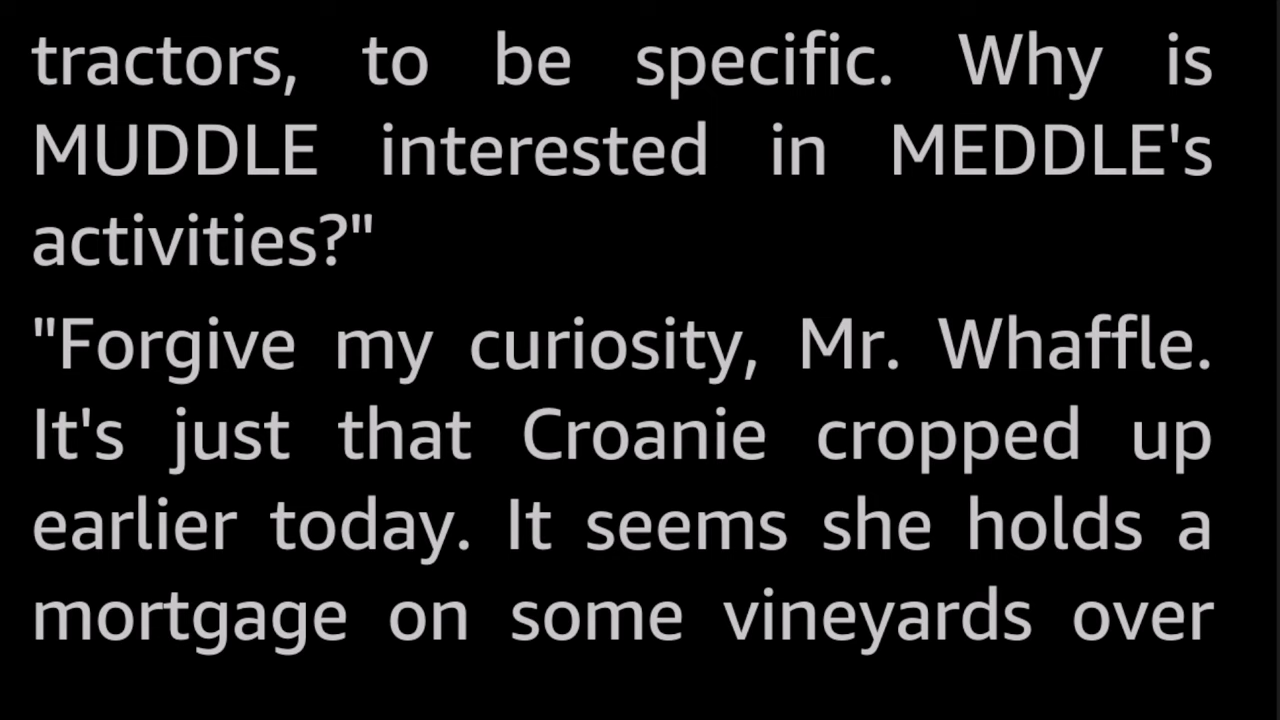 tractors, to be specific. Why is
MUDDLE interested in MEDDLE's
activities?"
"Forgive my curiosity, Mr. Whaffle.
It's just that Croanie cropped up
earlier today. It seems she holds a
mortgage on some vineyards over